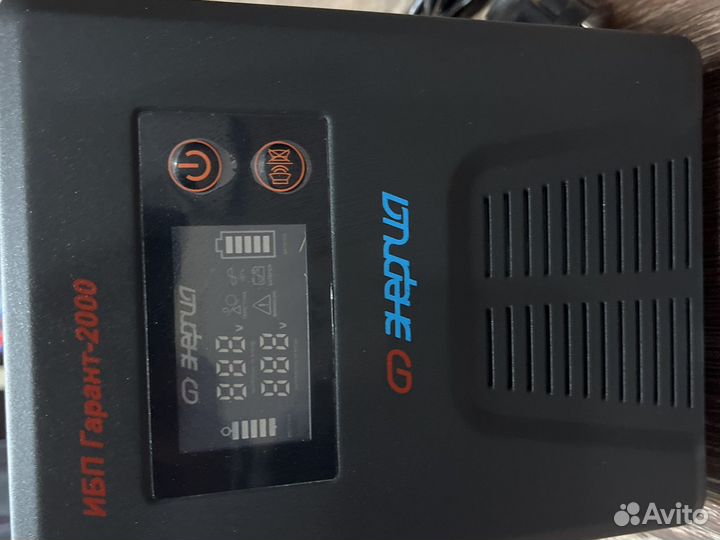 ИБП Гарант-2000
Энергия
888 v
888 v
Энергия
Avito